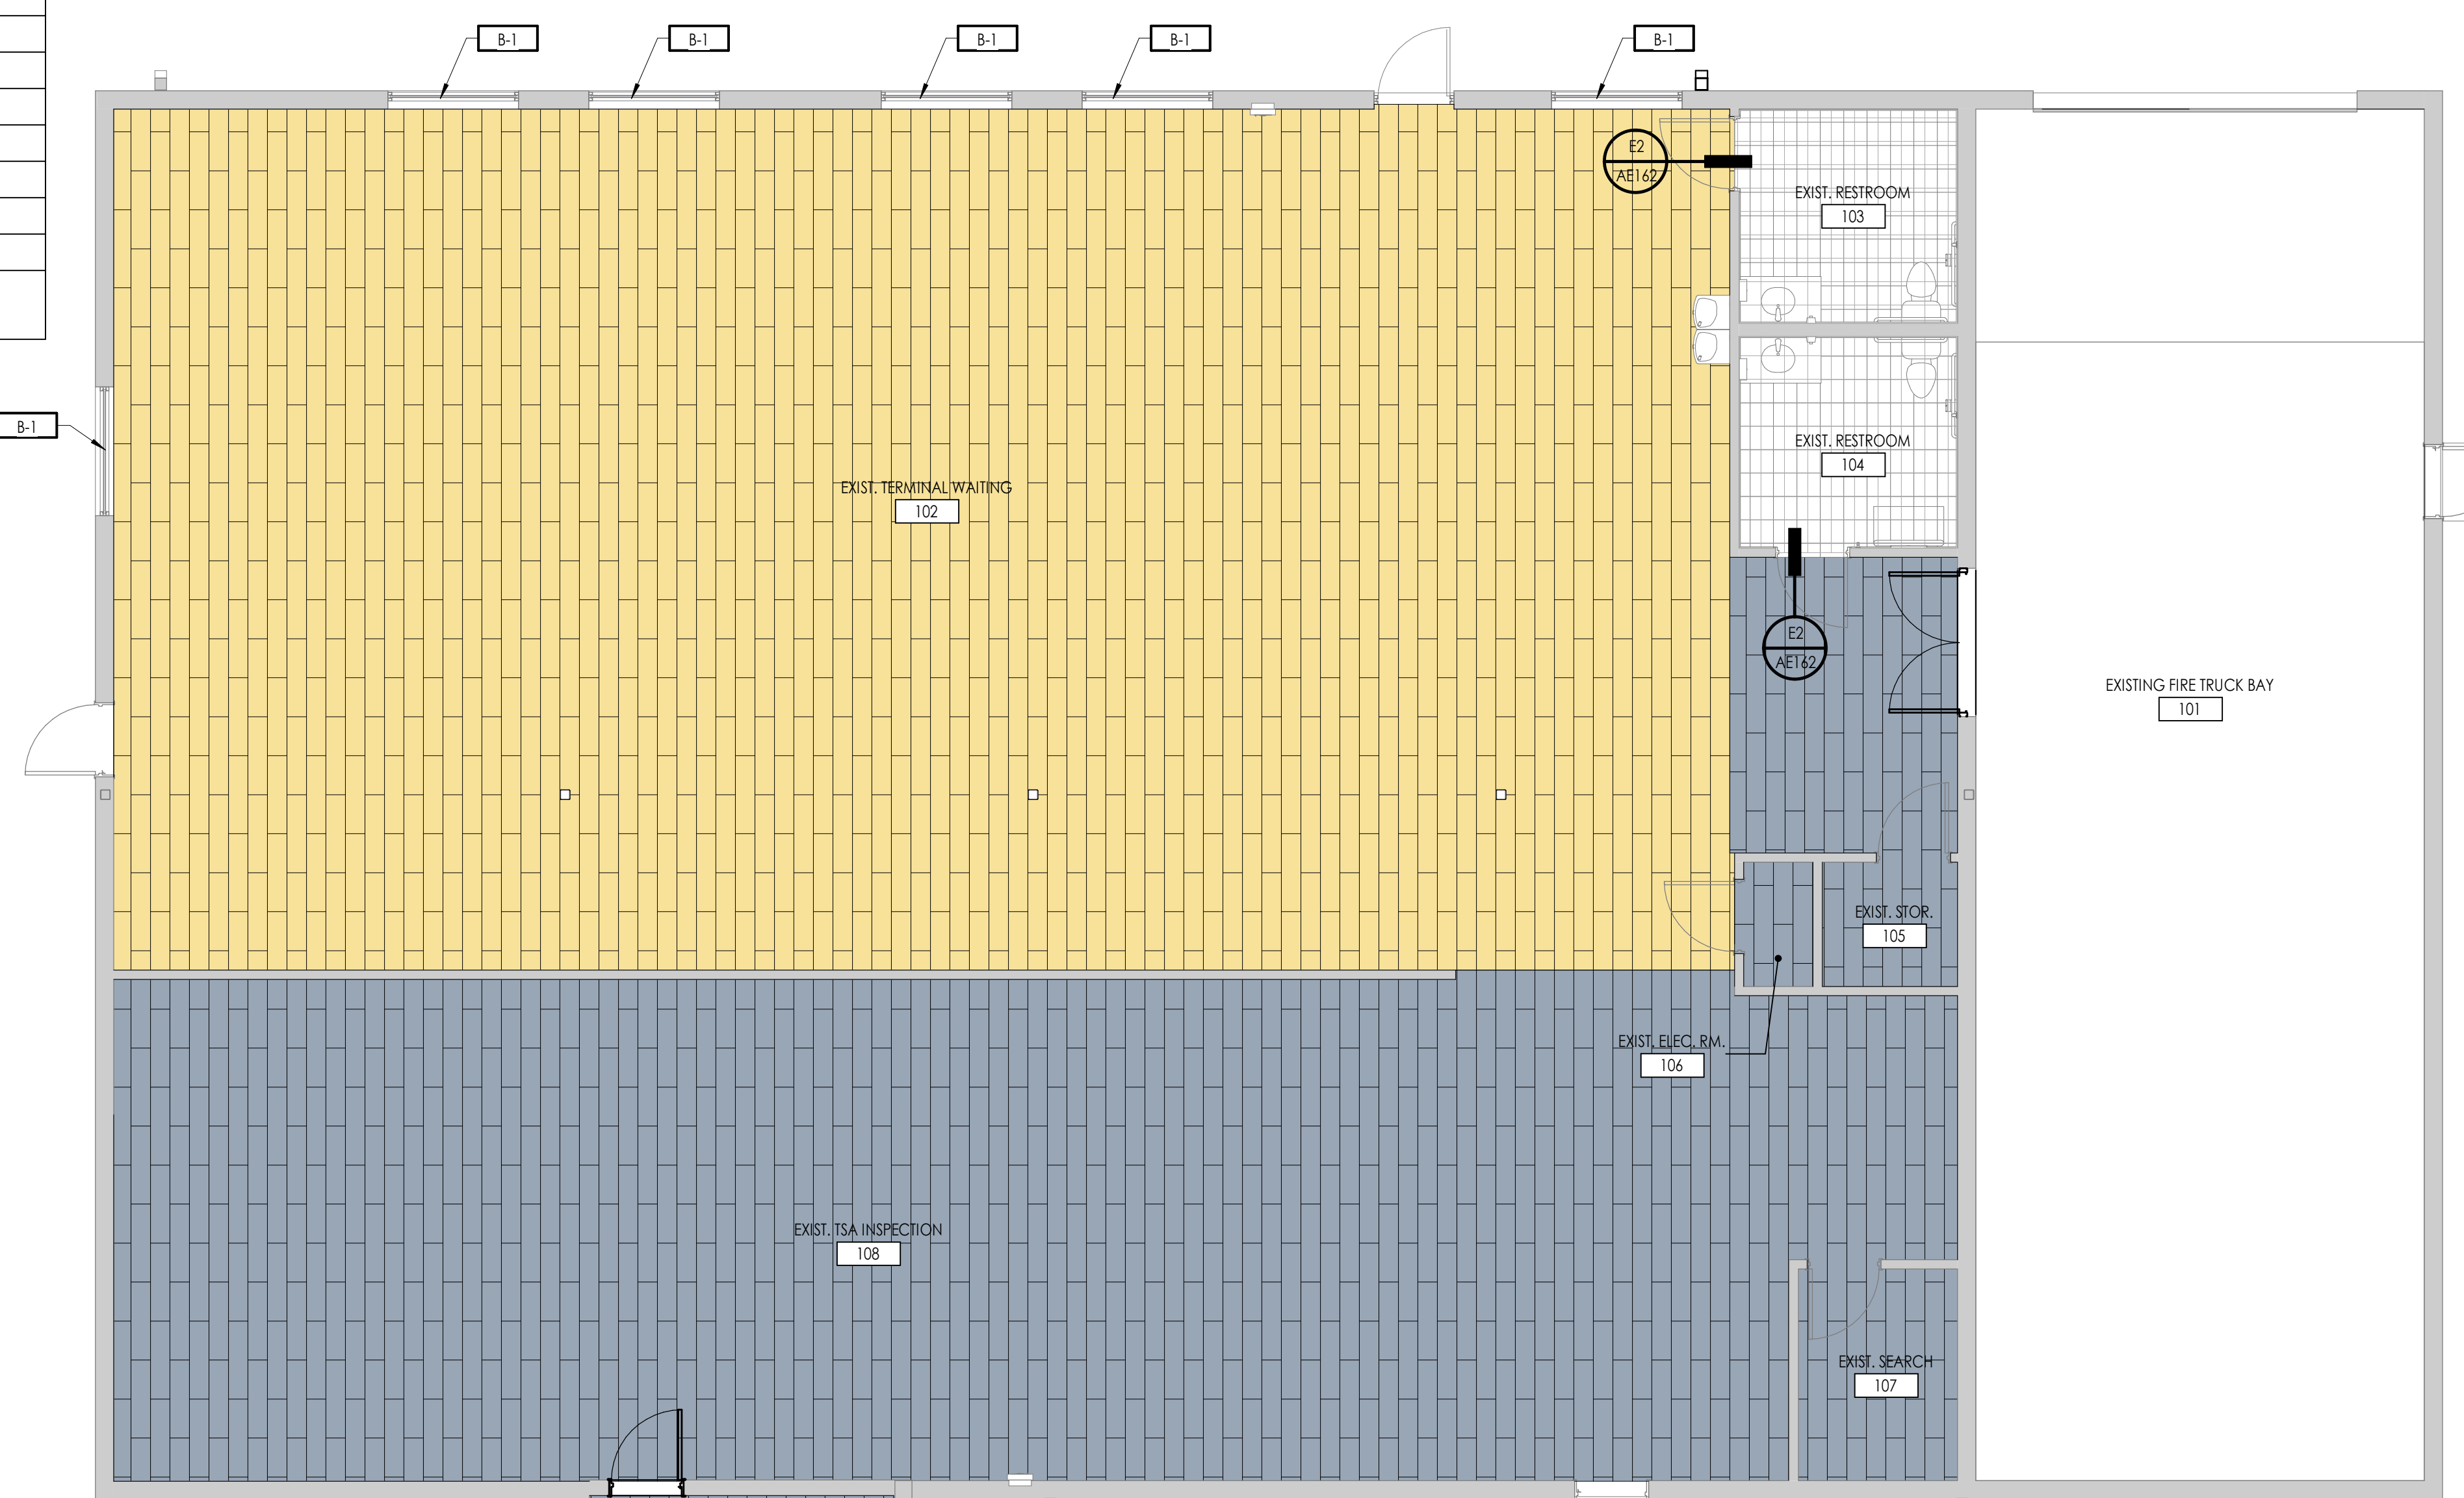 B-1
B-1
B-1
B-1
B-1
E2
AE162
EXIST. RESTROOM
103
B-1
EXIST. RESTROOM
104
EXIST. TERMINAL WAITING
102
E2
AE162
EXISTING FIRE TRUCK BAY
101
EXIST. STOR.
105
EXIST. ELEC. RM.
106
EXIST. TSA INSPECTION
108
EXIST. SEARCH
107